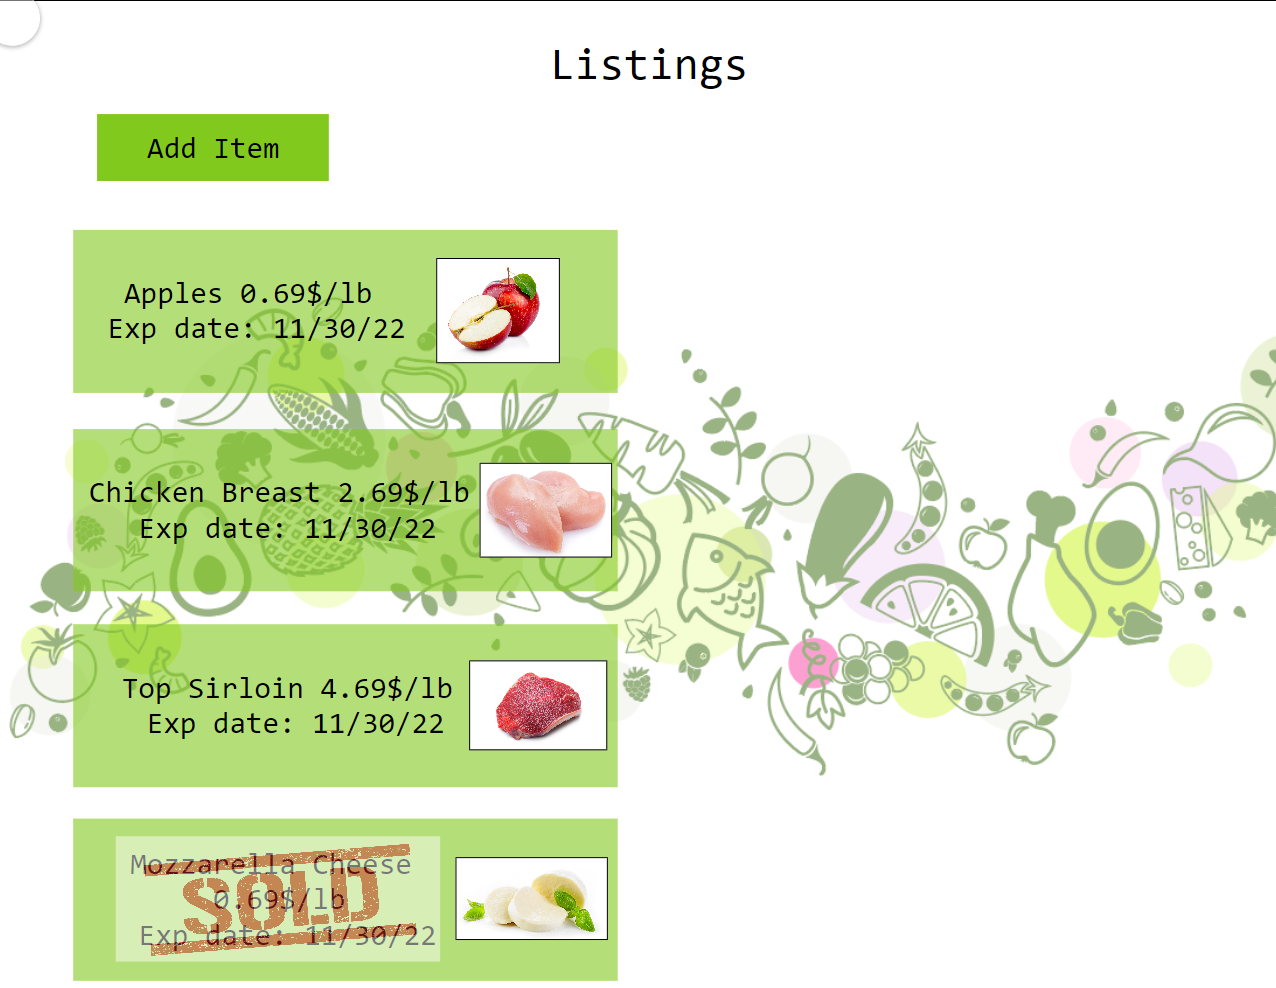 Listings
Add Item
Apples 0.69$/lb
Exp date: 11/30/22
Chicken Breast 2.69$/lb
Exp date: 11/30/22
Top Sirloin 4.69$/lb
Exp date: 11/30/22
Mozzarella Cheese
0.69$/lb
Exp date: 11/30/22
SOLD